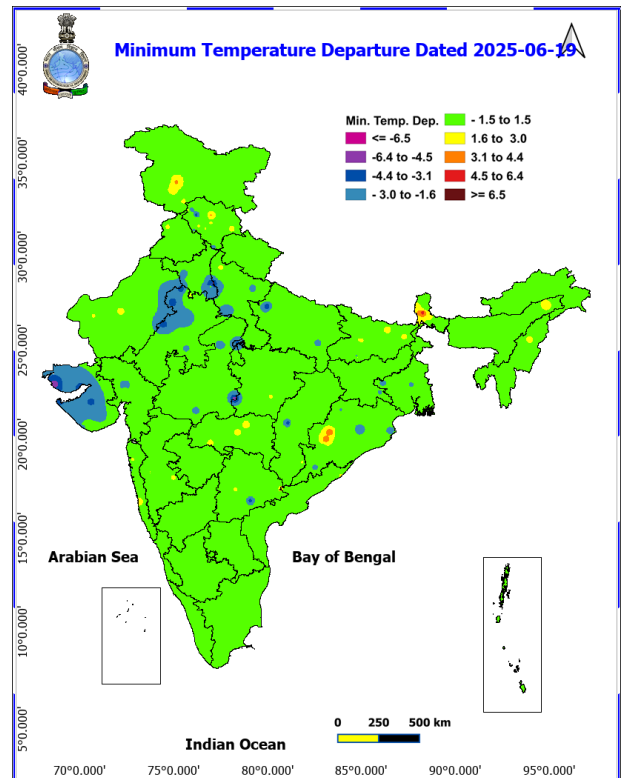 Minimum Temperature Departure Dated 2025-06-19
Min. Temp. Dep.
<= -6.5
-6.4 to -4.5
-4.4 to -3.1
- 3.0 to -1.6
- 1.5 to 1.5
1.6 to 3.0
3.1 to 4.4
4.5 to 6.4
>= 6.5
40°0.000'
35°0.000'
30°0.000'
25°0.000'
20°0.000'
15°0.000'
10°0.000'
5°0.000'
Arabian Sea
Bay of Bengal
Indian Ocean
0 250 500 km
70°0.000' 75°0.000' 80°0.000' 85°0.000' 90°0.000' 95°0.000'